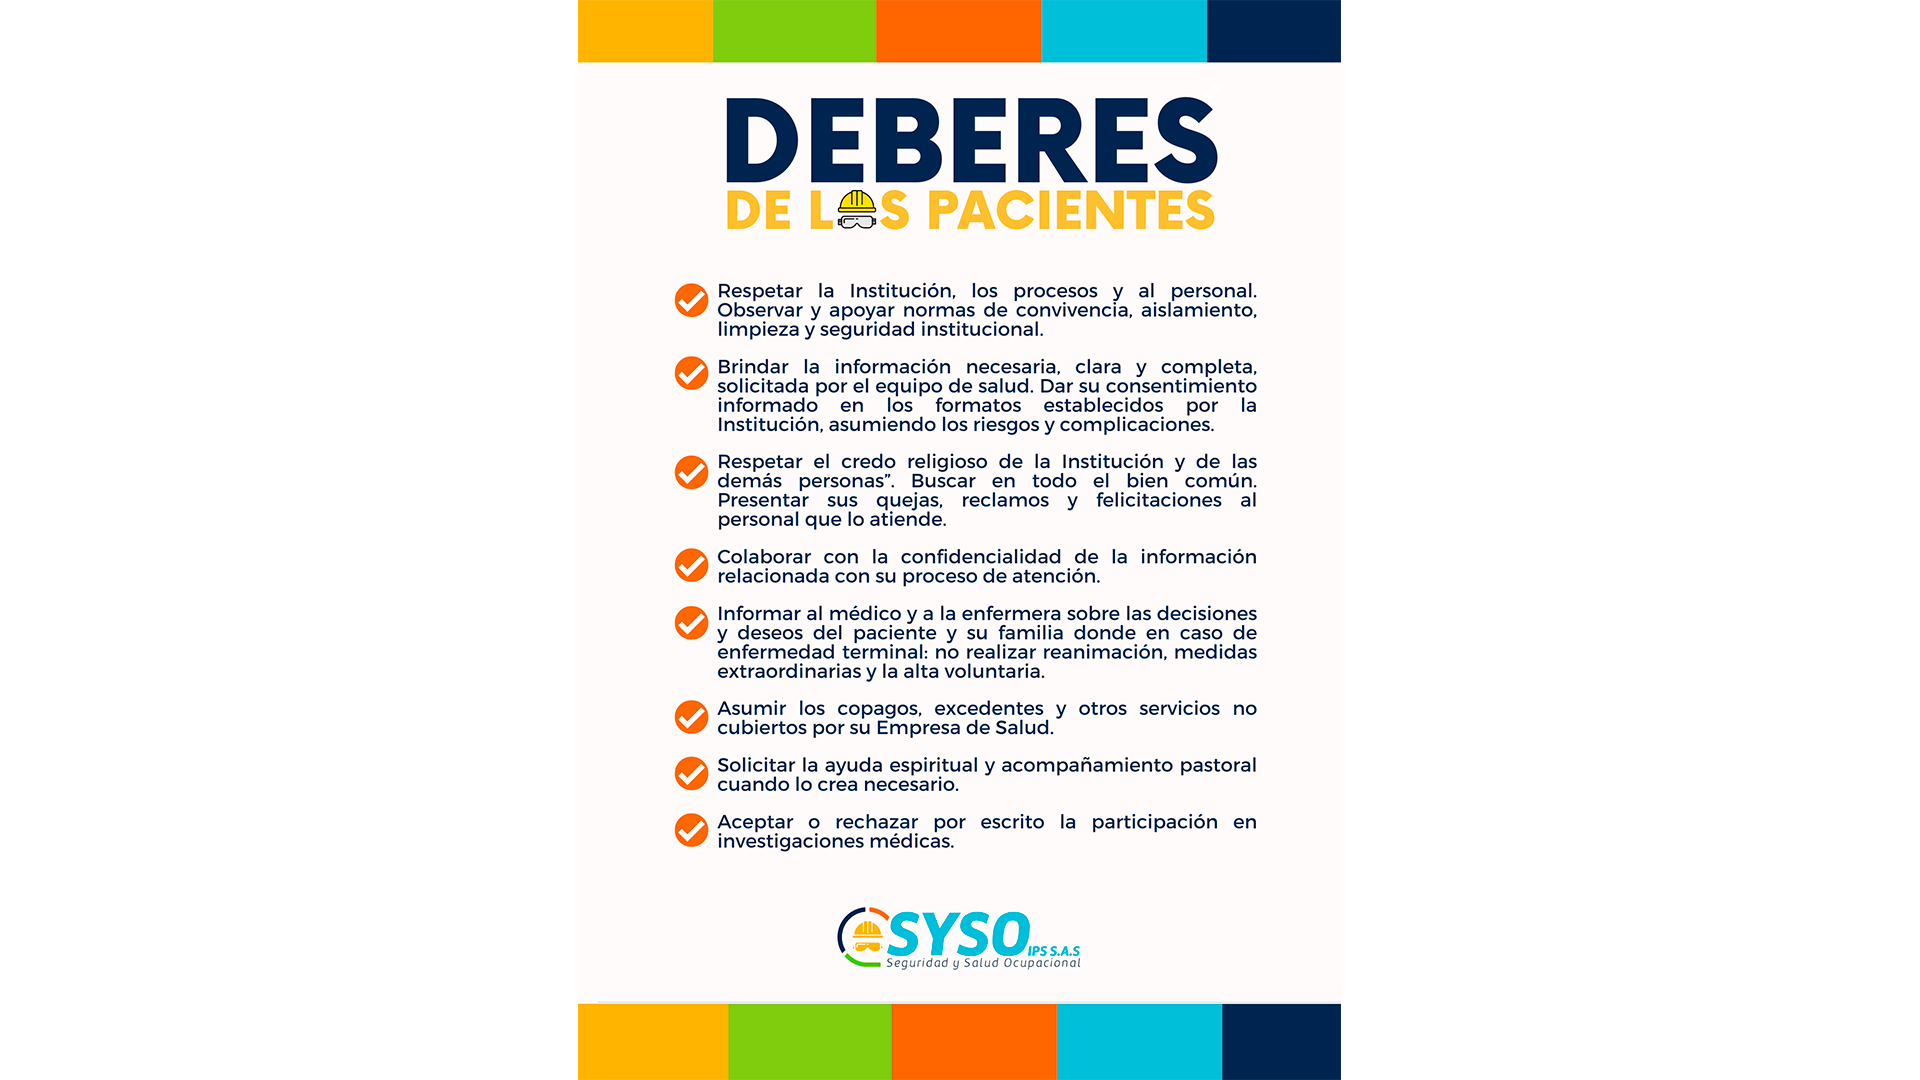 DEBERES
DE LOS PACIENTES
Respetar la Institución, los procesos y al personal.
Observar y apoyar normas de convivencia, aislamiento,
limpieza y seguridad institucional.
Brindar la información necesaria, clara y completa,
solicitada por el equipo de salud. Dar su consentimiento
informado en los formatos establecidos por la
Institución, asumiendo los riesgos y complicaciones.
Respetar el credo religioso de la Institución y de las
demás personas”. Buscar en todo el bien común.
Presentar sus quejas, reclamos y felicitaciones al
personal que lo atiende.
Colaborar con la confidencialidad de la información
relacionada con su proceso de atención.
Informar al médico y a la enfermera sobre las decisiones
y deseos del paciente y su familia donde en caso de
enfermedad terminal: no realizar reanimación, medidas
extraordinarias y la alta voluntaria.
Asumir los copagos, excedentes y otros servicios no
cubiertos por su Empresa de Salud.
Solicitar la ayuda espiritual y acompañamiento pastoral
cuando lo crea necesario.
Aceptar o rechazar por escrito la participación en
investigaciones médicas.
SYSO IPS S.A.S
Seguridad y Salud Ocupacional